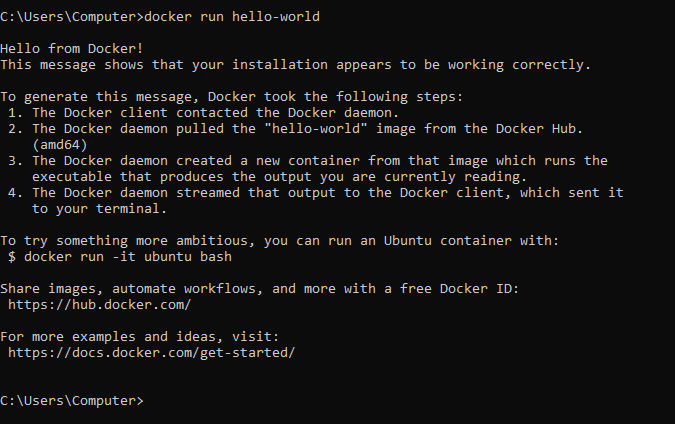 C:\Users\Computer>docker run hello-world
Hello from Docker!
This message shows that your installation appears to be working correctly.
To generate this message, Docker took the following steps:
1. The Docker client contacted the Docker daemon.
2. The Docker daemon pulled the "hello-world" image from the Docker Hub.
(amd64)
3. The Docker daemon created a new container from that image which runs the
executable that produces the output you are currently reading.
4. The Docker daemon streamed that output to the Docker client, which sent it
to your terminal.
To try something more ambitious, you can run an Ubuntu container with:
$ docker run -it ubuntu bash
Share images, automate workflows, and more with a free Docker ID:
https://hub.docker.com/
For more examples and ideas, visit:
https://docs.docker.com/get-started/
C:\Users\Computer>